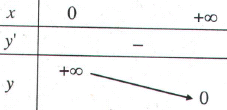 x 0 +∞
y' −
y +∞ 0